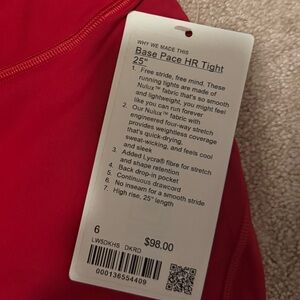 WHY WE MADE THIS
Base Pace HR Tight
25"
1. Free stride, free mind. These
running tights are made of
Nulux™ fabric that's so smooth
and lightweight, you might feel
like you can run forever
2. Our Nulux™ fabric with
engineered four-way stretch
provides weightless coverage
that's quick-drying,
sweat-wicking, and feels cool
and sleek
3. Added Lycra® fibre for stretch
and shape retention
4. Back drop-in pocket
5. Continuous drawcord
6. No inseam for a smooth stride
7. High rise, 25" length
6 $98.00
LW5DKHS DKRD
000136554409